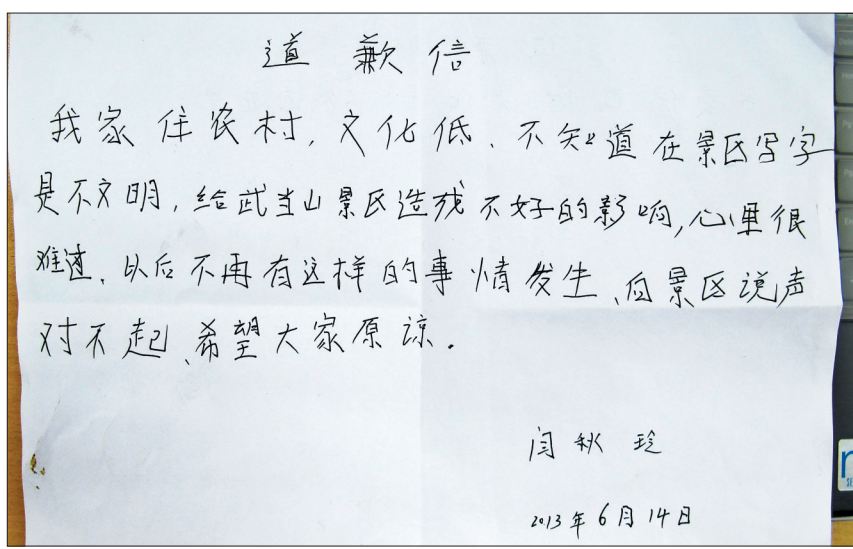 道歉信
我家住农村,文化低、不知道在景区写字
是不文明,给武当山景区造成不好的影响,心里很
难过、以后不再有这样的事情发生、向景区说声
对不起、希望大家原谅.
闫秋玲
2013年6月14日